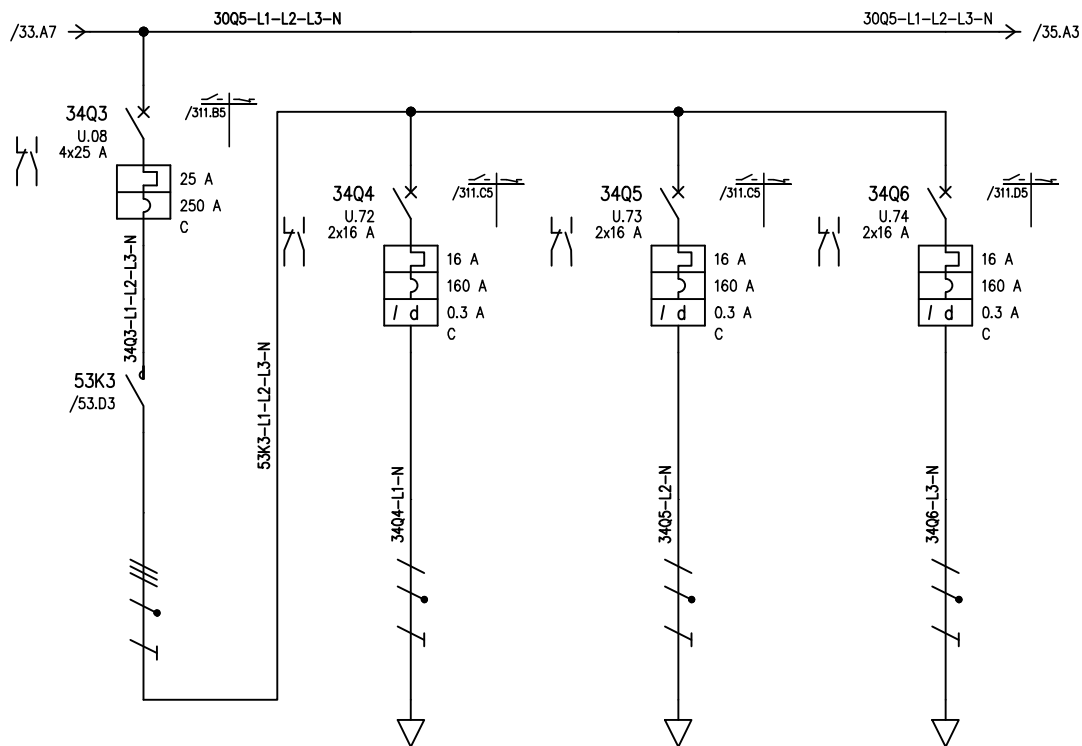 /33.A7
30Q5-L1-L2-L3-N
30Q5-L1-L2-L3-N
/35.A3
34Q3
U.08
4x25 A
/311.B5
25 A
250 A
C
34Q3-L1-L2-L3-N
53K3
/53.D3
53K3-L1-L2-L3-N
34Q4
U.72
2x16 A
/311.C5
16 A
160 A
I d
0.3 A
C
34Q4-L1-N
34Q5
U.73
2x16 A
/311.C5
16 A
160 A
I d
0.3 A
C
34Q5-L2-N
34Q6
U.74
2x16 A
/311.D5
16 A
160 A
I d
0.3 A
C
34Q6-L3-N